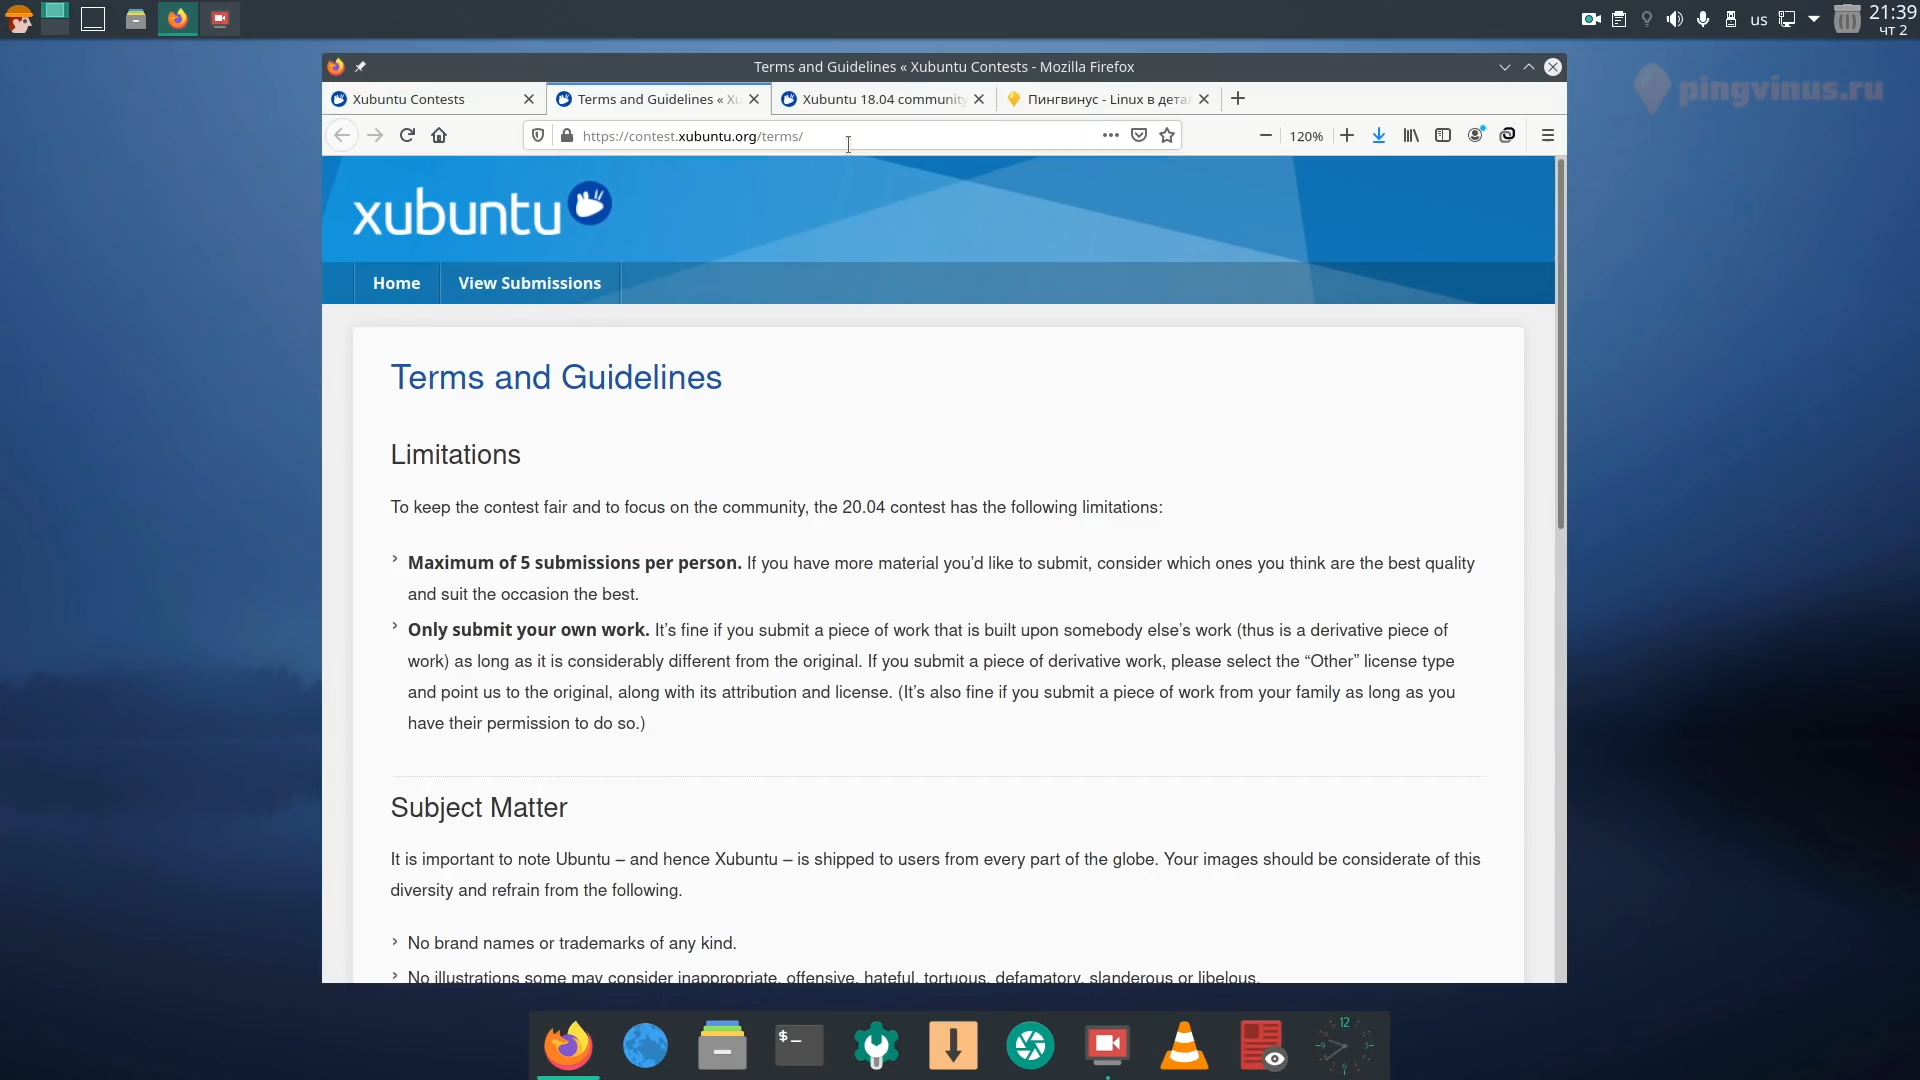 21:39
us
чт 2
Terms and Guidelines « Xubuntu Contests - Mozilla Firefox
pingvinus.ru
Xubuntu Contests
Terms and Guidelines « Xu
Xubuntu 18.04 community
Пингвинус - Linux в дета
https://contest.xubuntu.org/terms/
120%
xubuntu
Home
View Submissions
Terms and Guidelines
Limitations
To keep the contest fair and to focus on the community, the 20.04 contest has the following limitations:
Maximum of 5 submissions per person. If you have more material you’d like to submit, consider which ones you think are the best quality
and suit the occasion the best.
Only submit your own work. It’s fine if you submit a piece of work that is built upon somebody else’s work (thus is a derivative piece of
work) as long as it is considerably different from the original. If you submit a piece of derivative work, please select the “Other” license type
and point us to the original, along with its attribution and license. (It’s also fine if you submit a piece of work from your family as long as you
have their permission to do so.)
Subject Matter
It is important to note Ubuntu – and hence Xubuntu – is shipped to users from every part of the globe. Your images should be considerate of this
diversity and refrain from the following.
No brand names or trademarks of any kind.
No illustrations some may consider inappropriate, offensive, hateful, tortuous, defamatory, slanderous or libelous.
$_
12
3
6
9